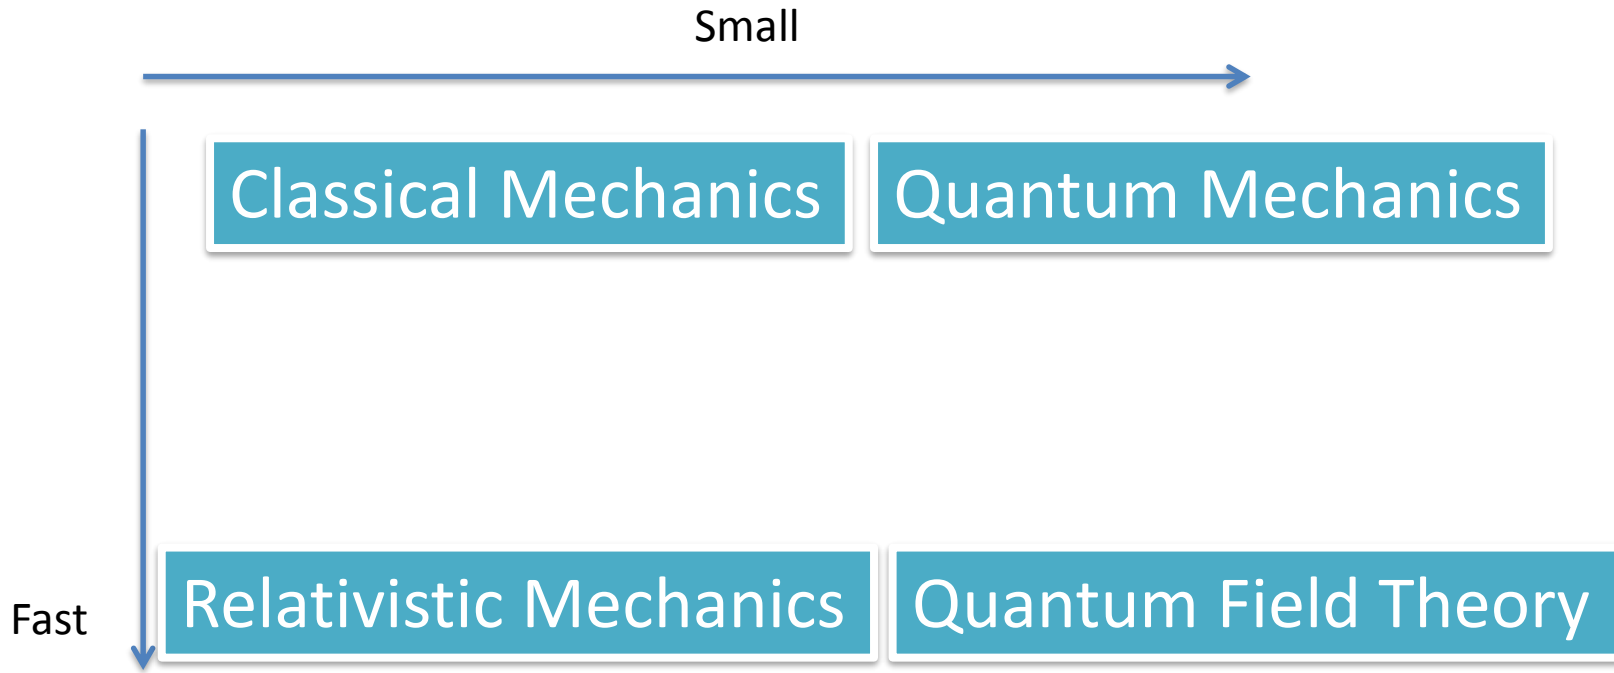 Small
Classical Mechanics
Quantum Mechanics
Fast
Relativistic Mechanics
Quantum Field Theory